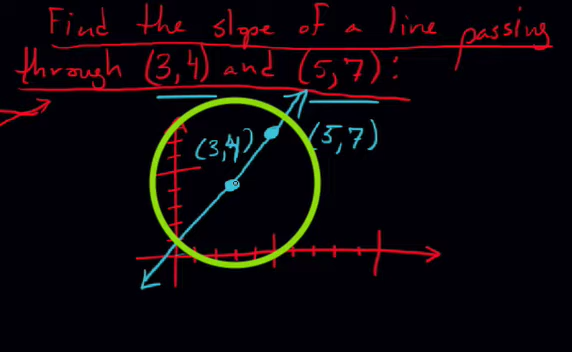 Find the slope of a line passing
through (3,4) and (5,7):
(3,4) (5,7)